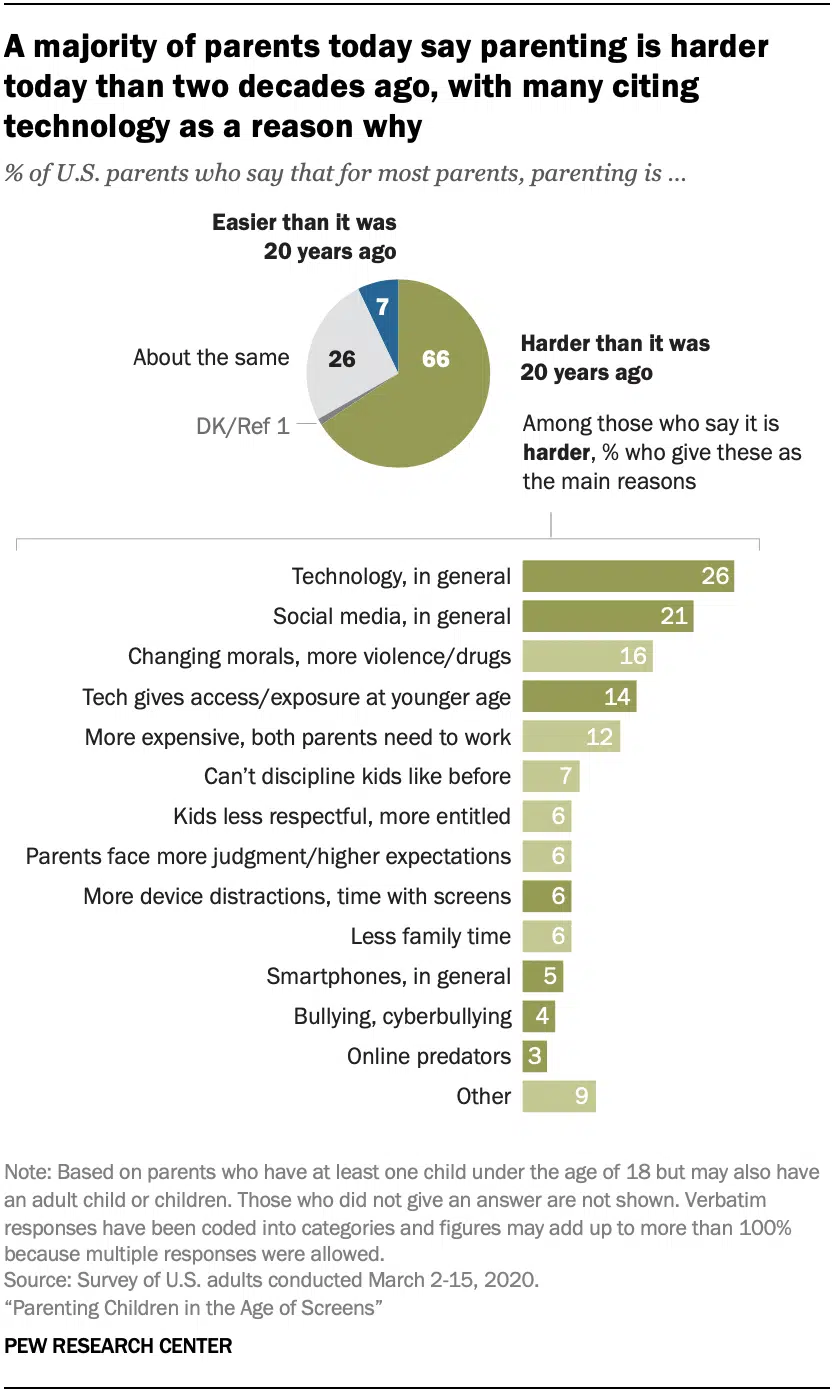 A majority of parents today say parenting is harder
today than two decades ago, with many citing
technology as a reason why
% of U.S. parents who say that for most parents, parenting is ...
Easier than it was
20 years ago
7
About the same
26
66
Harder than it was
20 years ago
DK/Ref 1
Among those who say it is
harder, % who give these as
the main reasons
Technology, in general 26
Social media, in general 21
Changing morals, more violence/drugs 16
Tech gives access/exposure at younger age 14
More expensive, both parents need to work 12
Can’t discipline kids like before 7
Kids less respectful, more entitled 6
Parents face more judgment/higher expectations 6
More device distractions, time with screens 6
Less family time 6
Smartphones, in general 5
Bullying, cyberbullying 4
Online predators 3
Other 9
Note: Based on parents who have at least one child under the age of 18 but may also have
an adult child or children. Those who did not give an answer are not shown. Verbatim
responses have been coded into categories and figures may add up to more than 100%
because multiple responses were allowed.
Source: Survey of U.S. adults conducted March 2-15, 2020.
“Parenting Children in the Age of Screens”
PEW RESEARCH CENTER